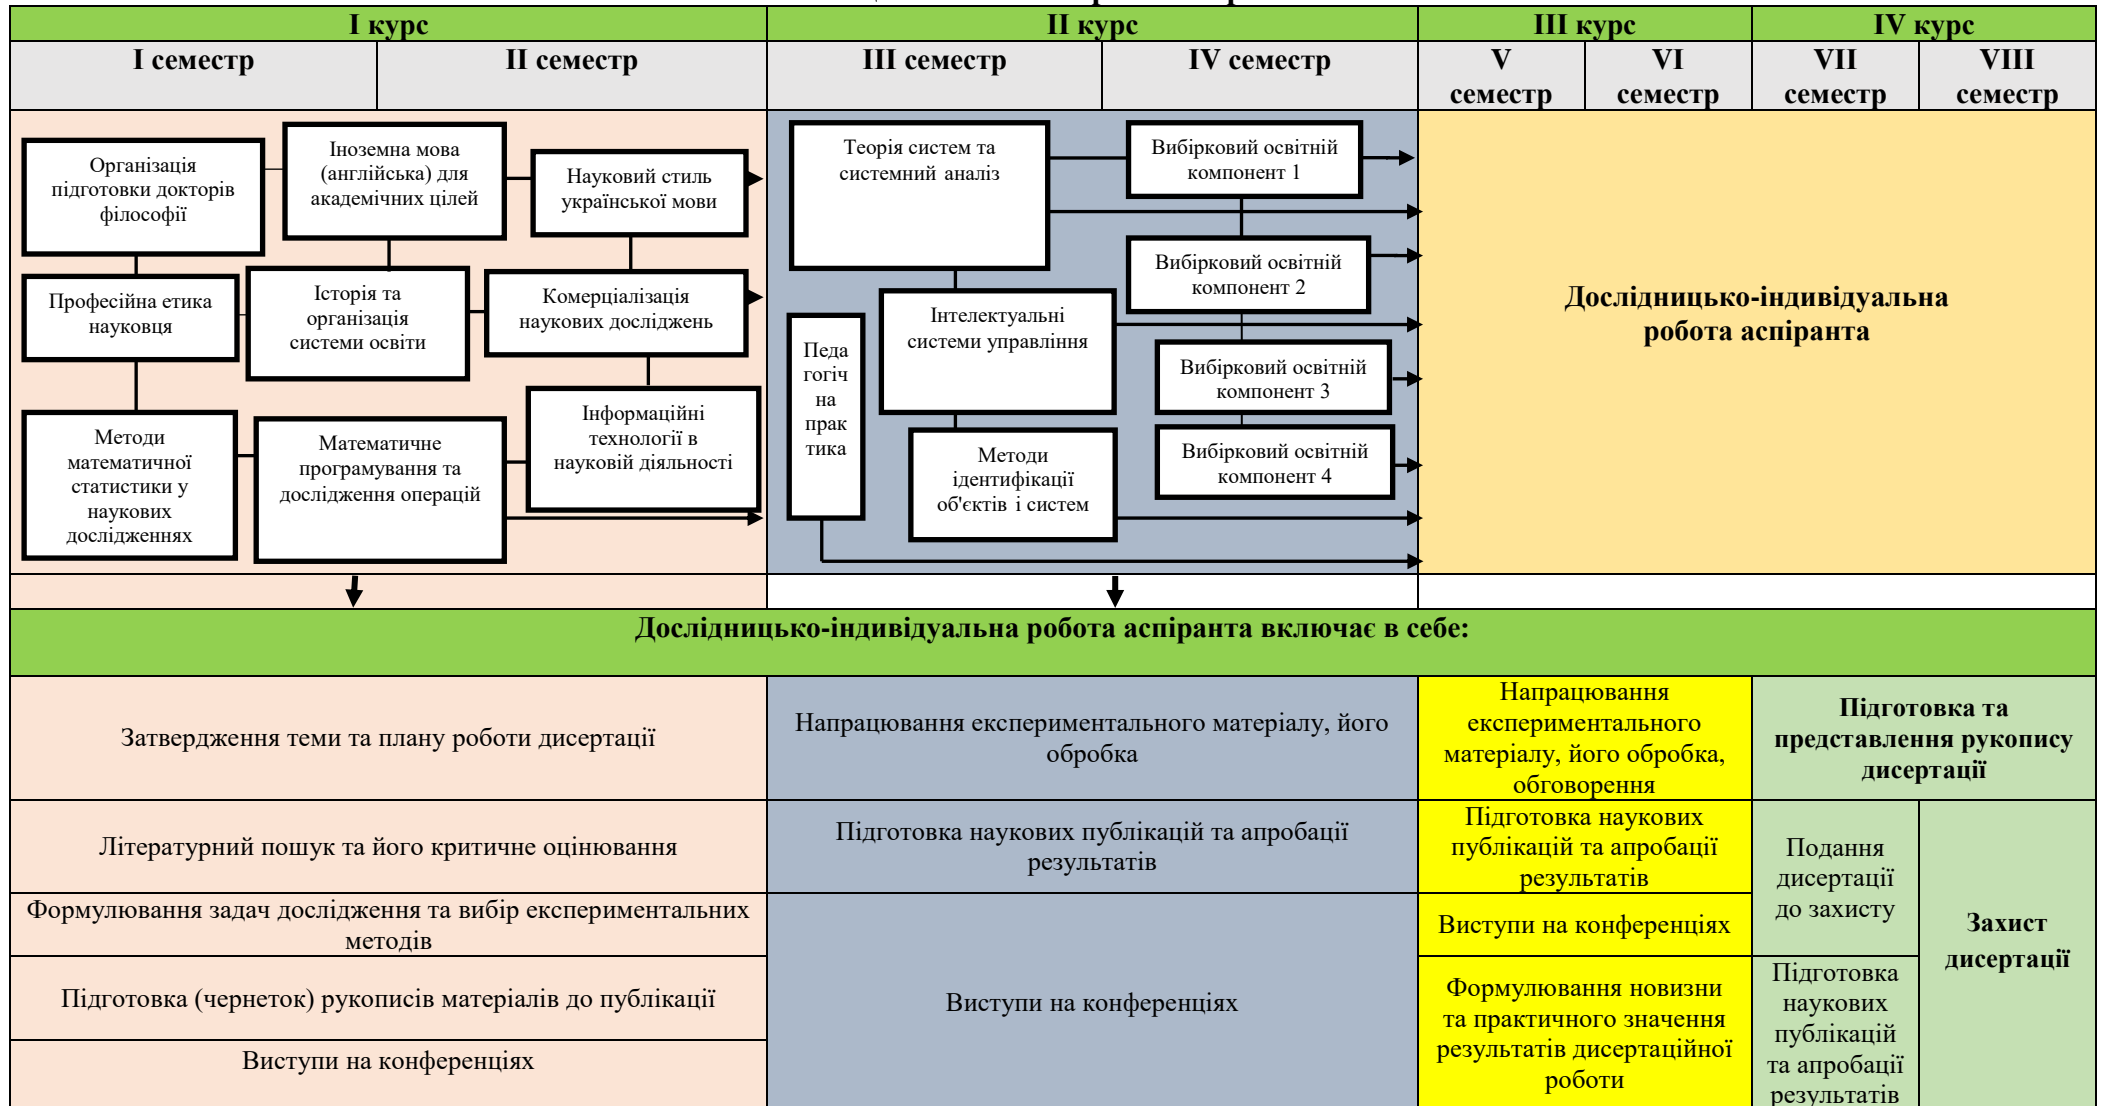 І курс
ІІ курс
ІІІ курс
ІV курс
І семестр
ІІ семестр
ІІІ семестр
ІV семестр
V
семестр
VI
семестр
VII
семестр
VIII
семестр
Організація
підготовки докторів
філософії
Іноземна мова
(англійська) для
академічних цілей
Науковий стиль
української мови
Професійна етика
науковця
Історія та
організація
системи освіти
Комерціалізація
наукових досліджень
Методи
математичної
статистики у
наукових
дослідженнях
Математичне
програмування та
дослідження операцій
Інформаційні
технології в
науковій діяльності
Теорія систем та
системний аналіз
Вибірковий освітній
компонент 1
Вибірковий освітній
компонент 2
Педа
гогіч
на
прак
тика
Інтелектуальні
системи управління
Вибірковий освітній
компонент 3
Методи
ідентифікації
об'єктів і систем
Вибірковий освітній
компонент 4
Дослідницько-індивідуальна
робота аспіранта
Дослідницько-індивідуальна робота аспіранта включає в себе:
Затвердження теми та плану роботи дисертації
Напрацювання експериментального матеріалу, його
обробка
Напрацювання
експериментального
матеріалу, його обробка,
обговорення
Підготовка та
представлення рукопису
дисертації
Літературний пошук та його критичне оцінювання
Підготовка наукових публікацій та апробації
результатів
Підготовка наукових
публікацій та апробації
результатів
Подання
дисертації
до захисту
Захист
дисертації
Формулювання задач дослідження та вибір експериментальних
методів
Виступи на конференціях
Виступи на конференціях
Підготовка (чернеток) рукописів матеріалів до публікації
Формулювання новизни
та практичного значення
результатів дисертаційної
роботи
Підготовка
наукових
публікацій
та апробації
результатів
Виступи на конференціях